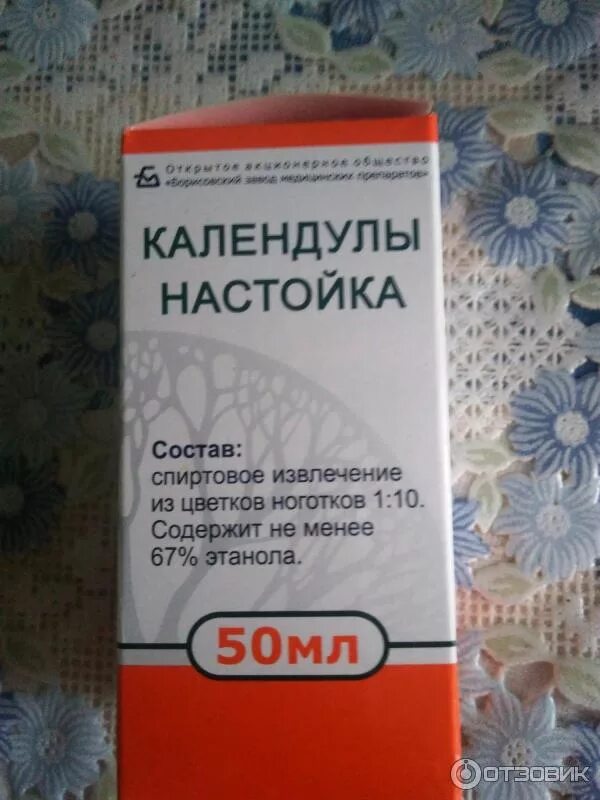 Открытое акционерное общество
«Борисовский завод медицинских препаратов»
КАЛЕНДУЛЫ
НАСТОЙКА
Состав:
спиртовое извлечение
из цветков ноготков 1:10.
Содержит не менее
67% этанола.
50мл
ОТЗОВИК